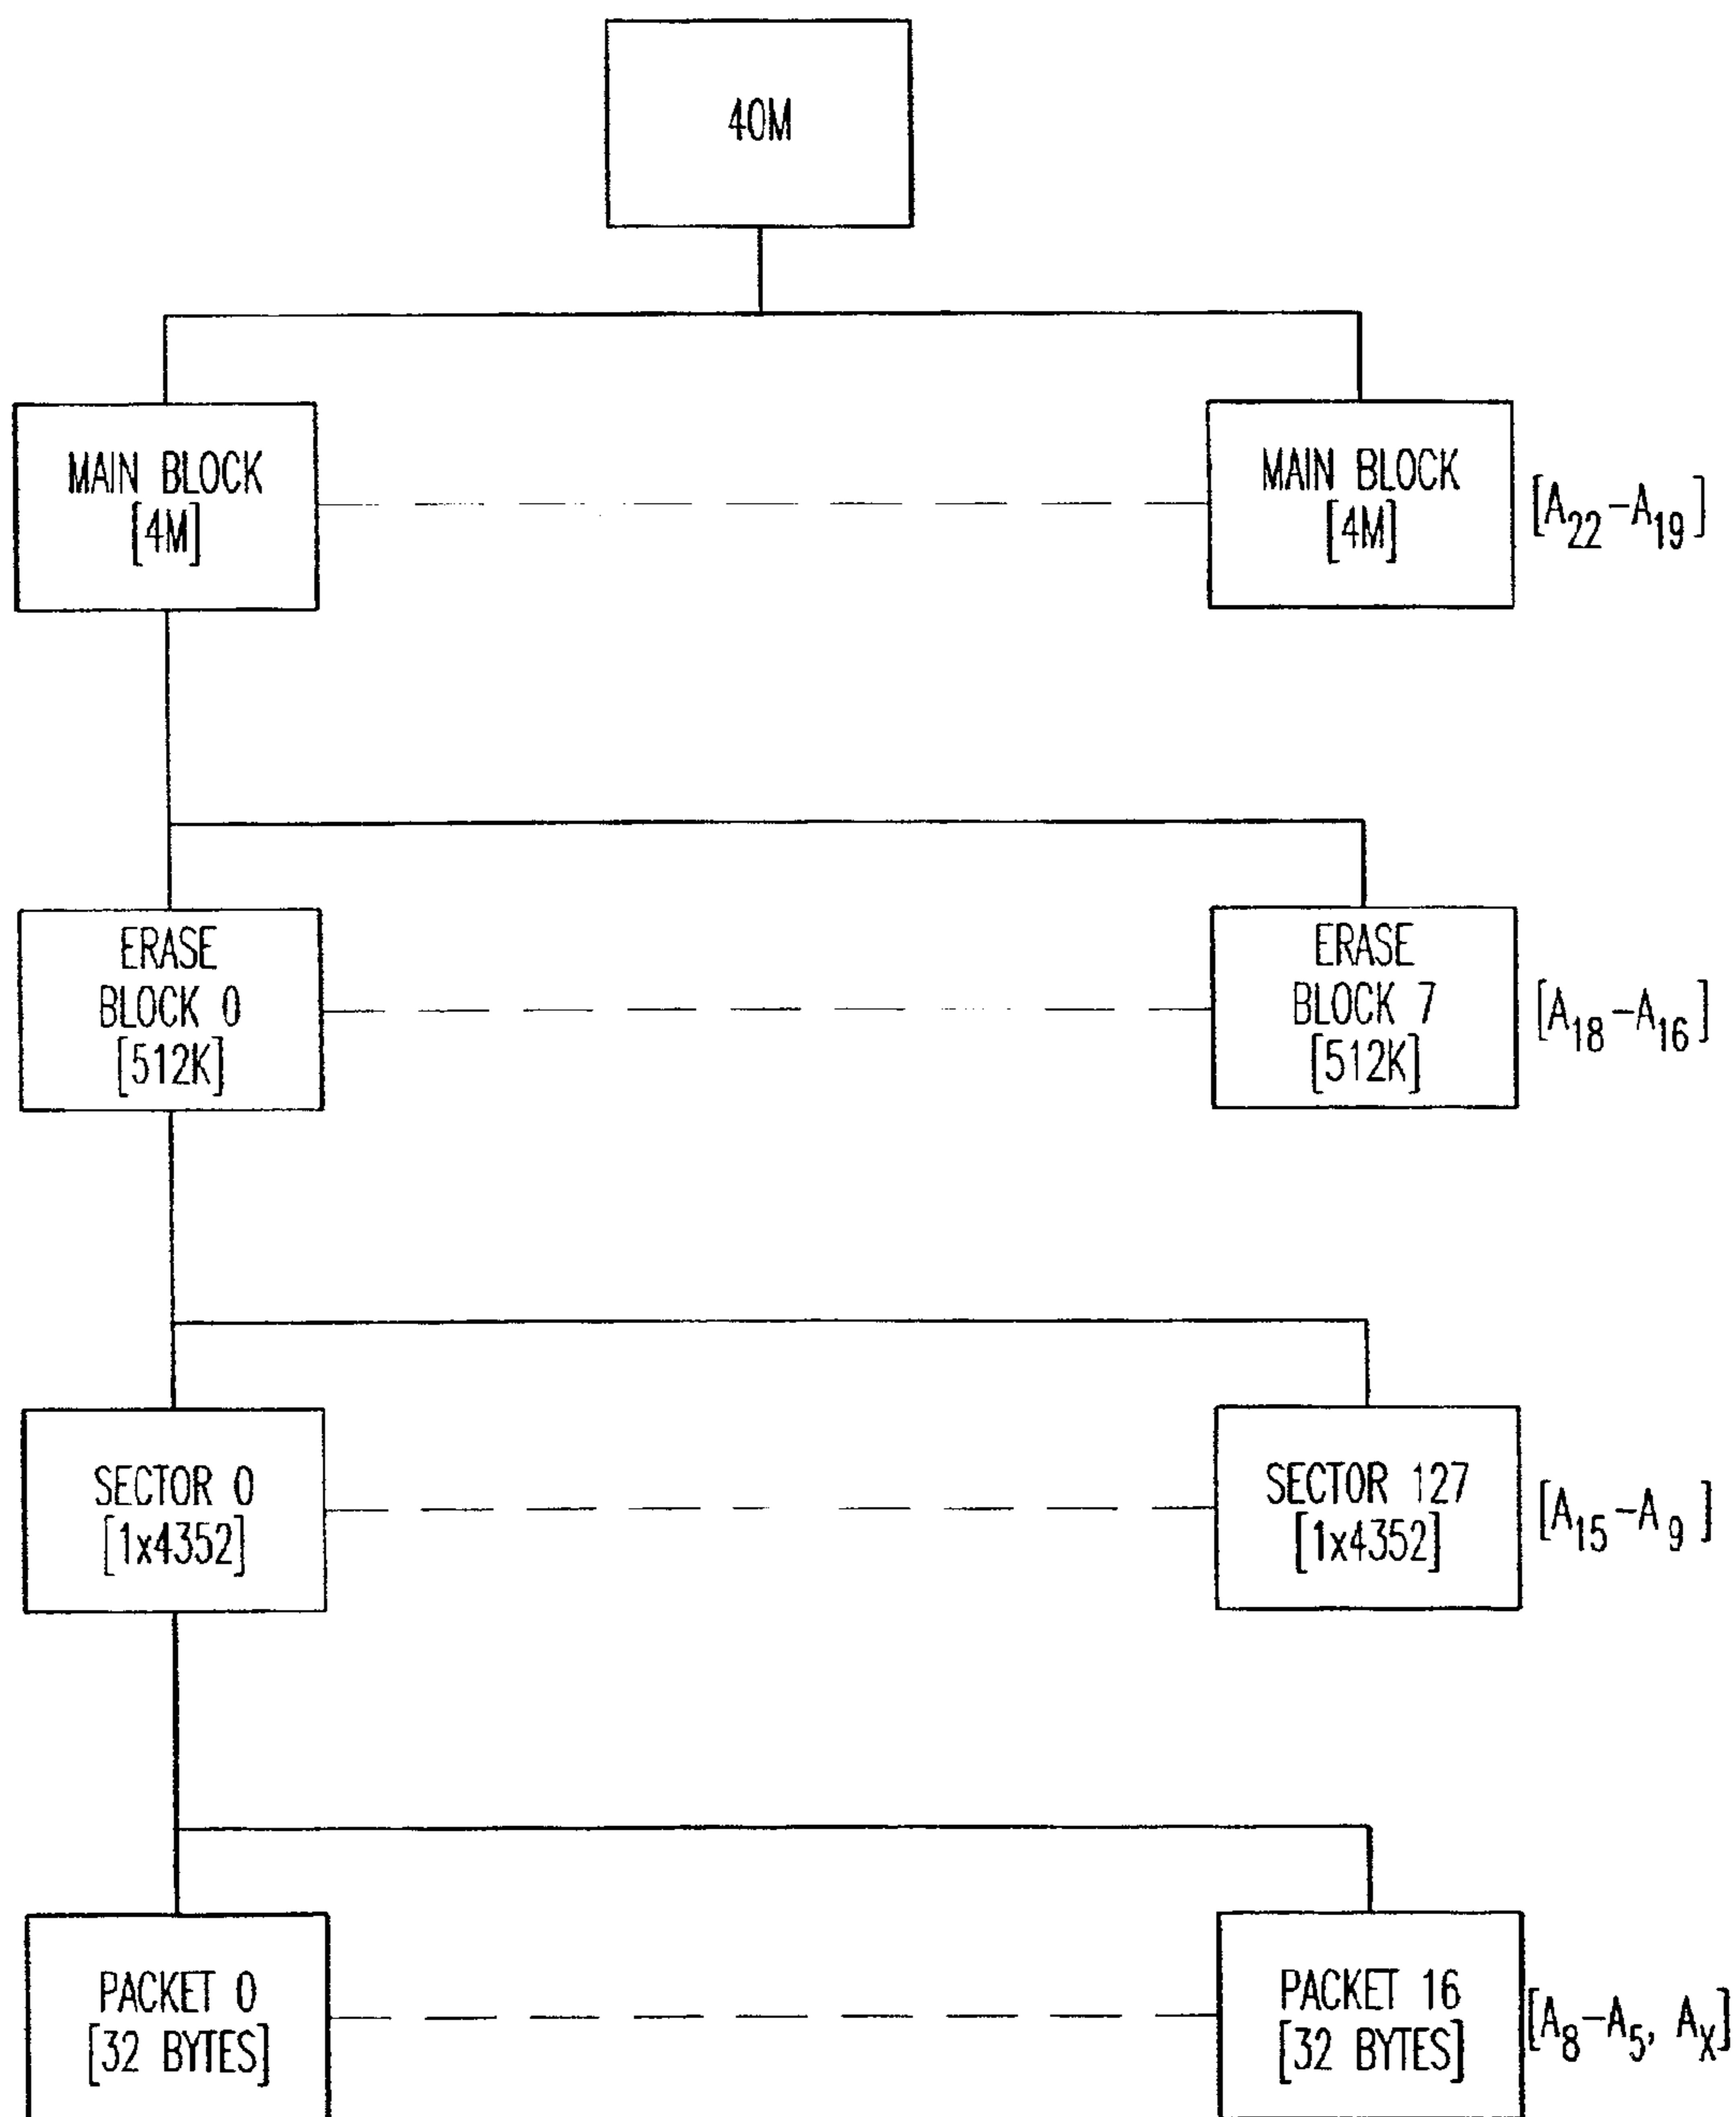 40M
MAIN BLOCK
[4M]
MAIN BLOCK
[4M]
[A22-A19]
ERASE
BLOCK 0
[512K]
ERASE
BLOCK 7
[512K]
[A18-A16]
SECTOR 0
[1x4352]
SECTOR 127
[1x4352]
[A15-A9]
PACKET 0
[32 BYTES]
PACKET 16
[32 BYTES]
[A8-A5, AX]